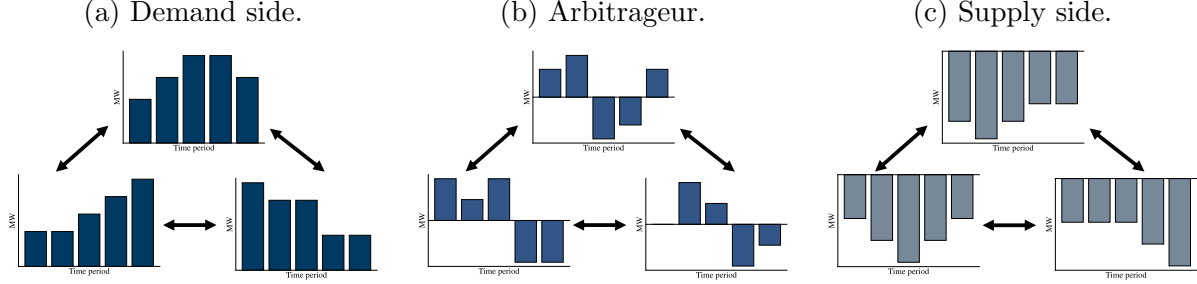 (a) Demand side.
(b) Arbitrageur.
(c) Supply side.
MW
Time period
MW
Time period
MW
Time period
MW
Time period
MW
Time period
MW
Time period
MW
Time period
MW
Time period
MW
Time period